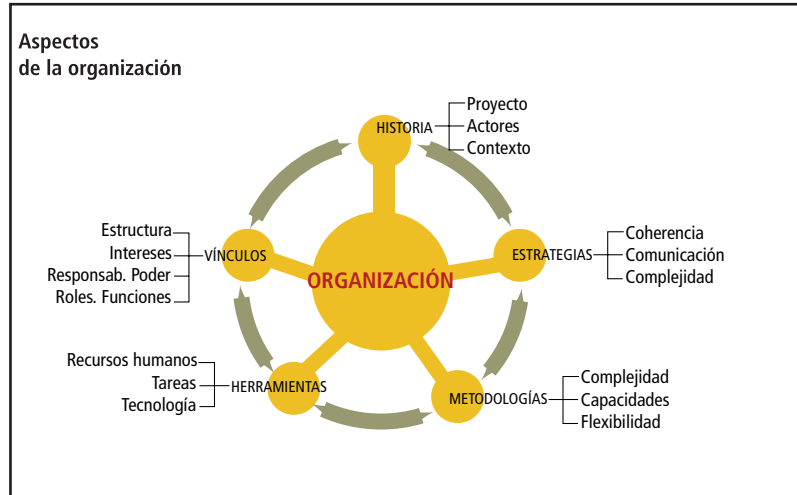 Aspectos
de la organización
HISTORIA
Proyecto
Actores
Contexto
ESTRATEGIAS
Coherencia
Comunicación
Complejidad
METODOLOGÍAS
Complejidad
Capacidades
Flexibilidad
HERRAMIENTAS
Recursos humanos
Tareas
Tecnología
VÍNCULOS
Estructura
Intereses
Responsab. Poder
Roles. Funciones
ORGANIZACIÓN